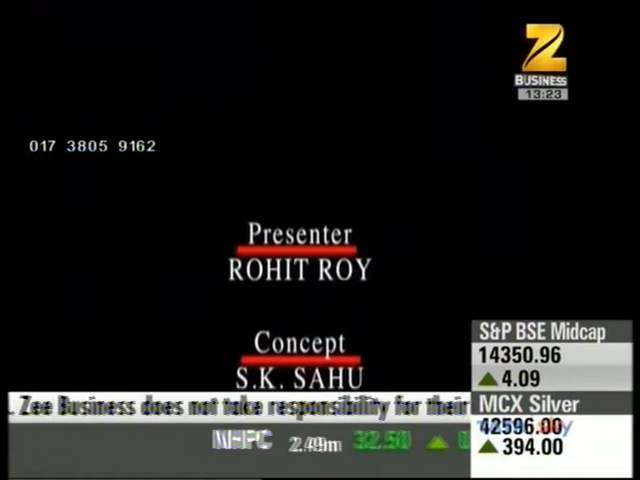 Z
BUSINESS
13:23
017 3805 9162
Presenter
ROHIT ROY
Concept
S.K. SAHU
S&P BSE Midcap
14350.96
4.09
. Zee Business does not take responsibility for their
MCX Silver
42596.00
394.00
NHPC 2.49m 32.50